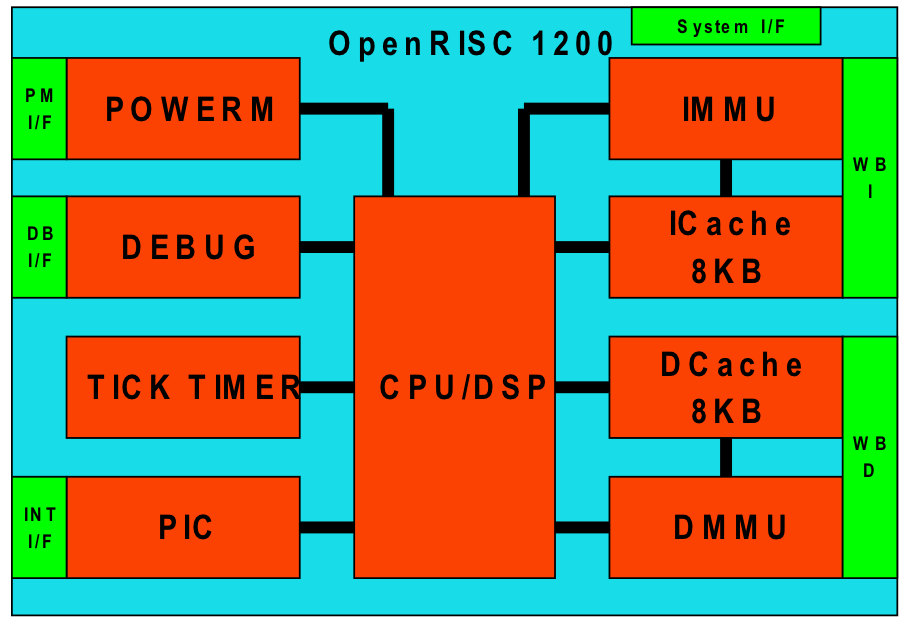 OpenRISC 1200
System I/F
PM
I/F
POWERM
IMMU
WB
I
DB
I/F
DEBUG
ICache
8KB
TICK TIMER
CPU/DSP
DCache
8KB
WB
D
INT
I/F
PIC
DMMU